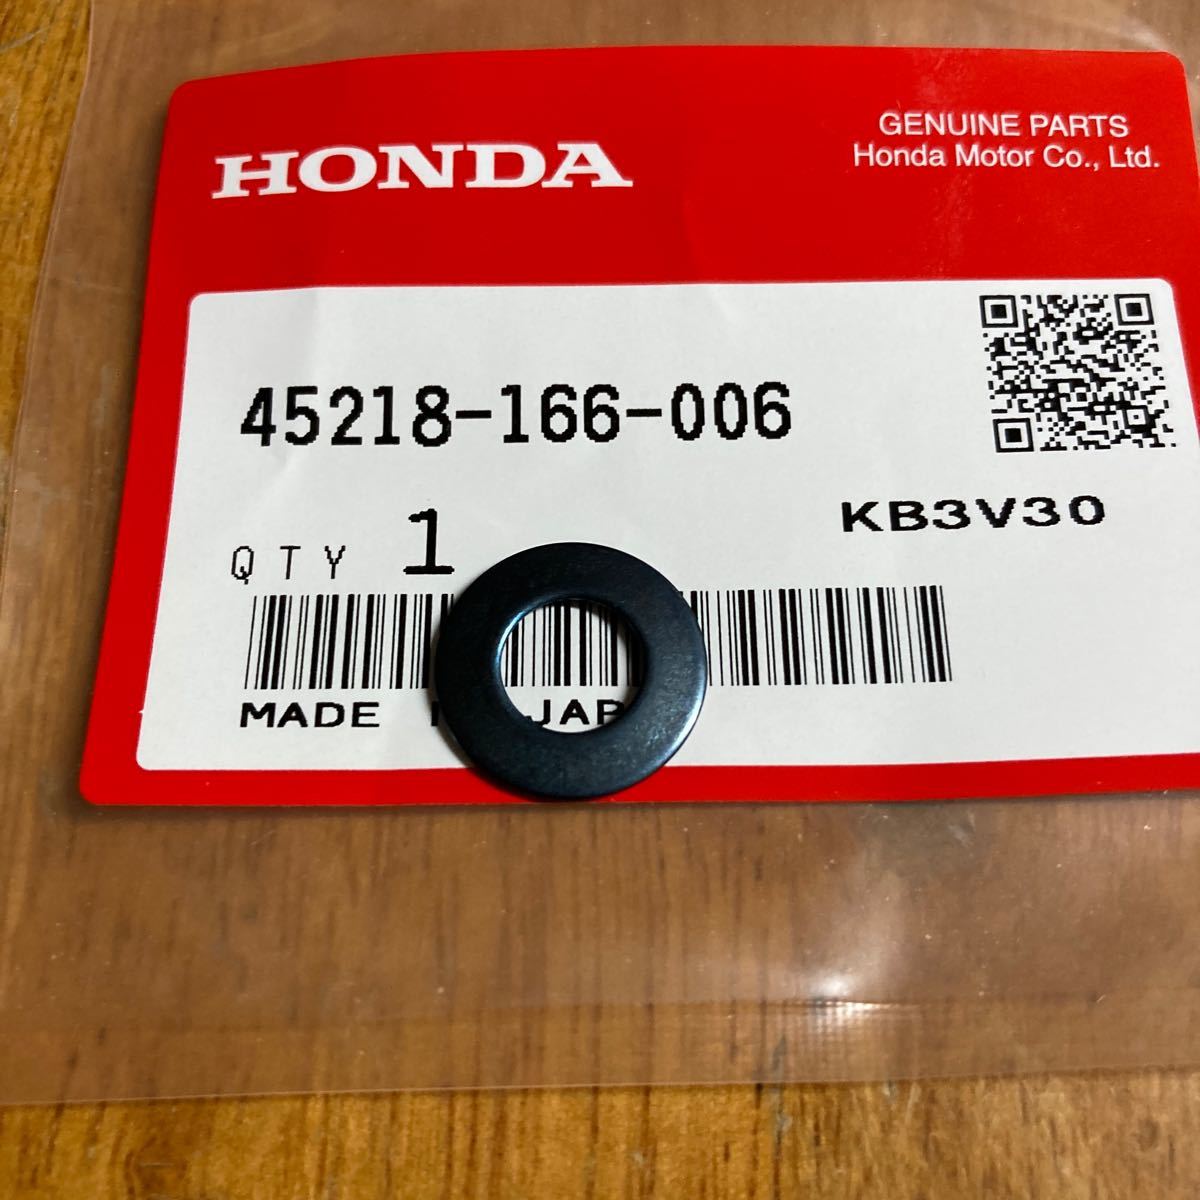 HONDA
GENUINE PARTS
Honda Motor Co., Ltd.
45218-166-006
KB3V30
QTY 1
MADE